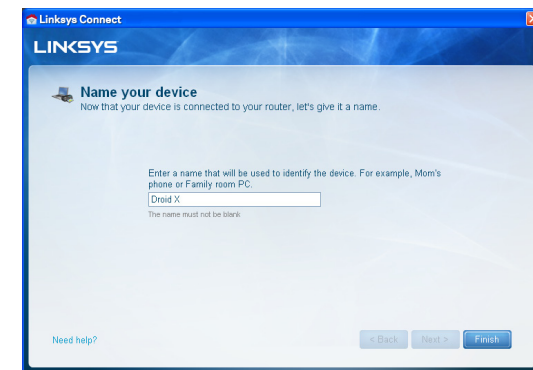 Linksys Connect
LINKSYS
Name your device
Now that your device is connected to your router, let's give it a name.
Enter a name that will be used to identify the device. For example, Mom's
phone or Family room PC.
Droid X
The name must not be blank
Need help?
< Back
Next >
Finish